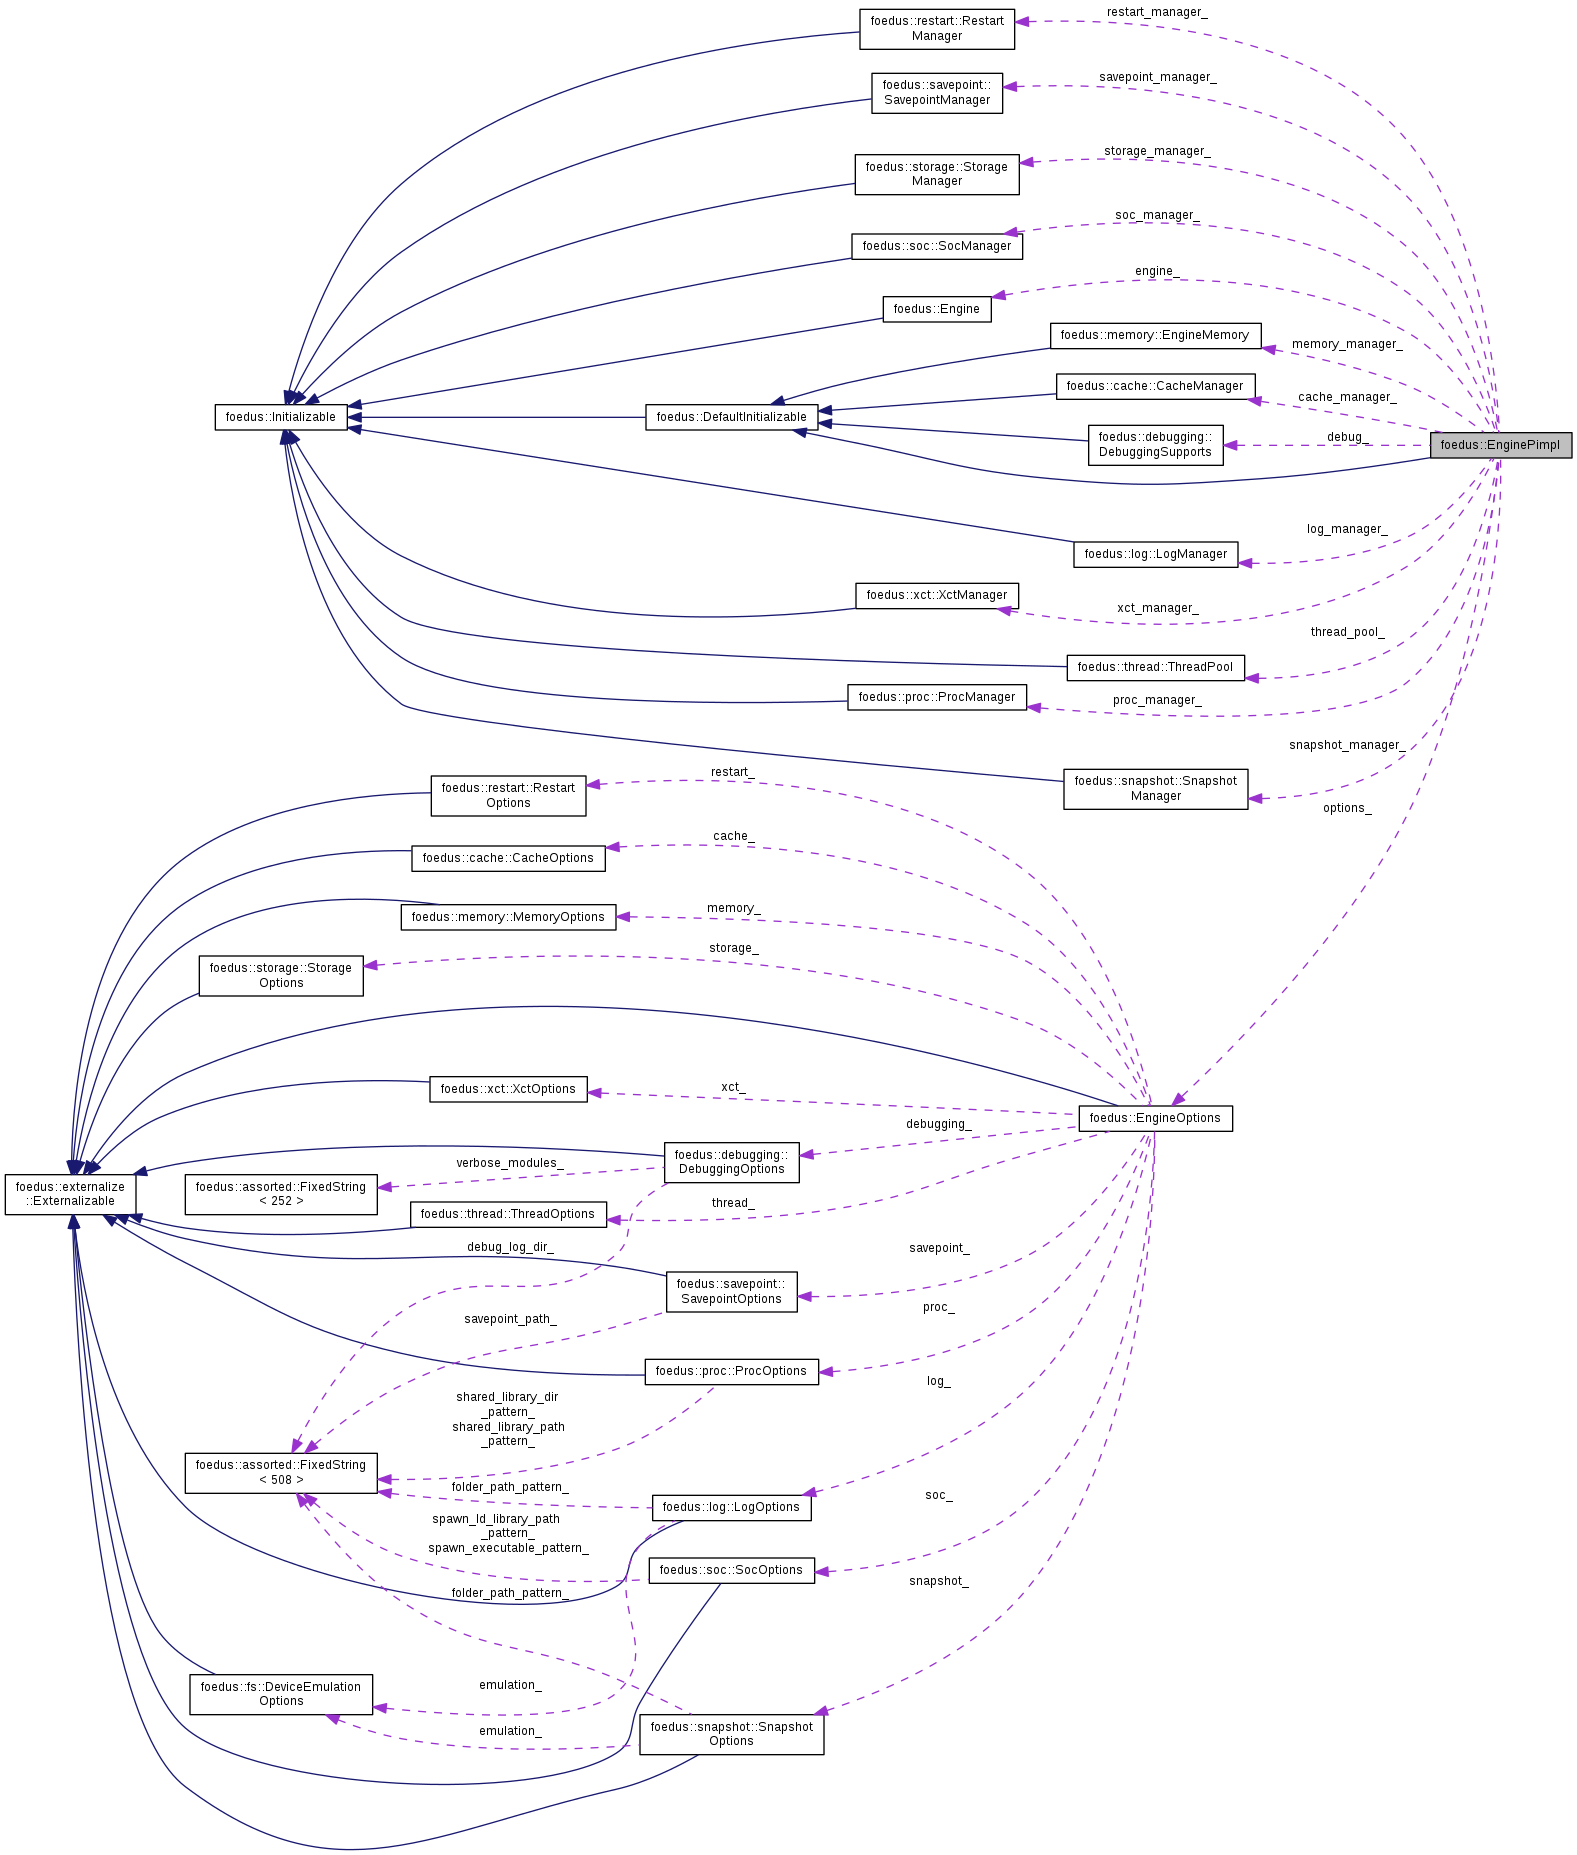 restart_manager_
foedus::restart::Restart
Manager
savepoint_manager_
foedus::savepoint::
SavepointManager
storage_manager_
foedus::storage::Storage
Manager
soc_manager_
foedus::soc::SocManager
engine_
foedus::Engine
foedus::memory::EngineMemory
memory_manager_
foedus::cache::CacheManager
cache_manager_
foedus::Initializable
foedus::DefaultInitializable
foedus::debugging::
DebuggingSupports
debug_
foedus::EnginePimpl
log_manager_
foedus::log::LogManager
foedus::xct::XctManager
xct_manager_
thread_pool_
foedus::thread::ThreadPool
foedus::proc::ProcManager
proc_manager_
snapshot_manager_
foedus::snapshot::Snapshot
Manager
options_
restart_
foedus::restart::Restart
Options
cache_
foedus::cache::CacheOptions
memory_
foedus::memory::MemoryOptions
storage_
foedus::storage::Storage
Options
xct_
foedus::xct::XctOptions
foedus::EngineOptions
debugging_
foedus::debugging::
DebuggingOptions
verbose_modules_
foedus::externalize
::Externalizable
foedus::assorted::FixedString
< 252 >
thread_
foedus::thread::ThreadOptions
debug_log_dir_
savepoint_
foedus::savepoint::
SavepointOptions
savepoint_path_
proc_
foedus::proc::ProcOptions
log_
shared_library_dir
_pattern_
shared_library_path
_pattern_
foedus::assorted::FixedString
< 508 >
folder_path_pattern_
foedus::log::LogOptions
soc_
spawn_ld_library_path
_pattern_
spawn_executable_pattern_
foedus::soc::SocOptions
snapshot_
folder_path_pattern_
foedus::fs::DeviceEmulation
Options
emulation_
emulation_
foedus::snapshot::Snapshot
Options